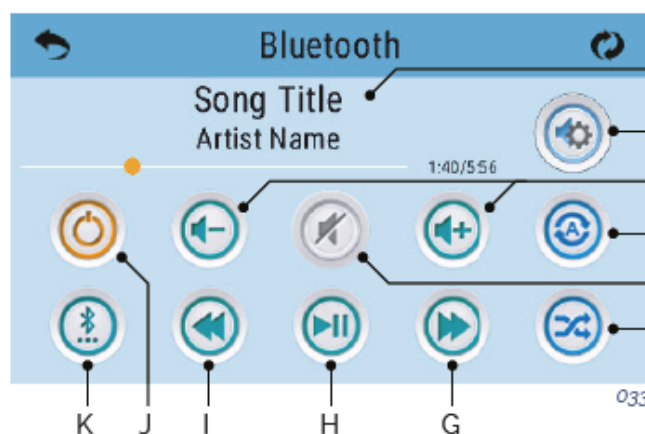 Bluetooth
Song Title
Artist Name
1:40/5:56
A
033
K J I H G